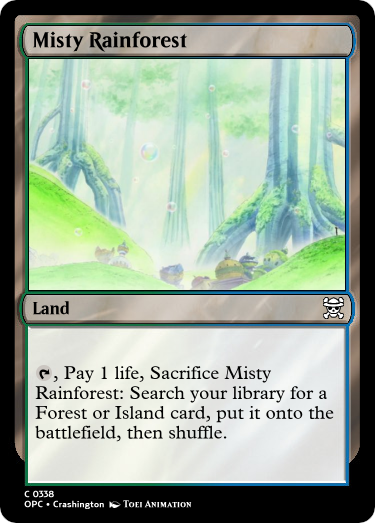 Misty Rainforest
Land
, Pay 1 life, Sacrifice Misty
Rainforest: Search your library for a
Forest or Island card, put it onto the
battlefield, then shuffle.
C 0338
OPC • Crashington Toei Animation